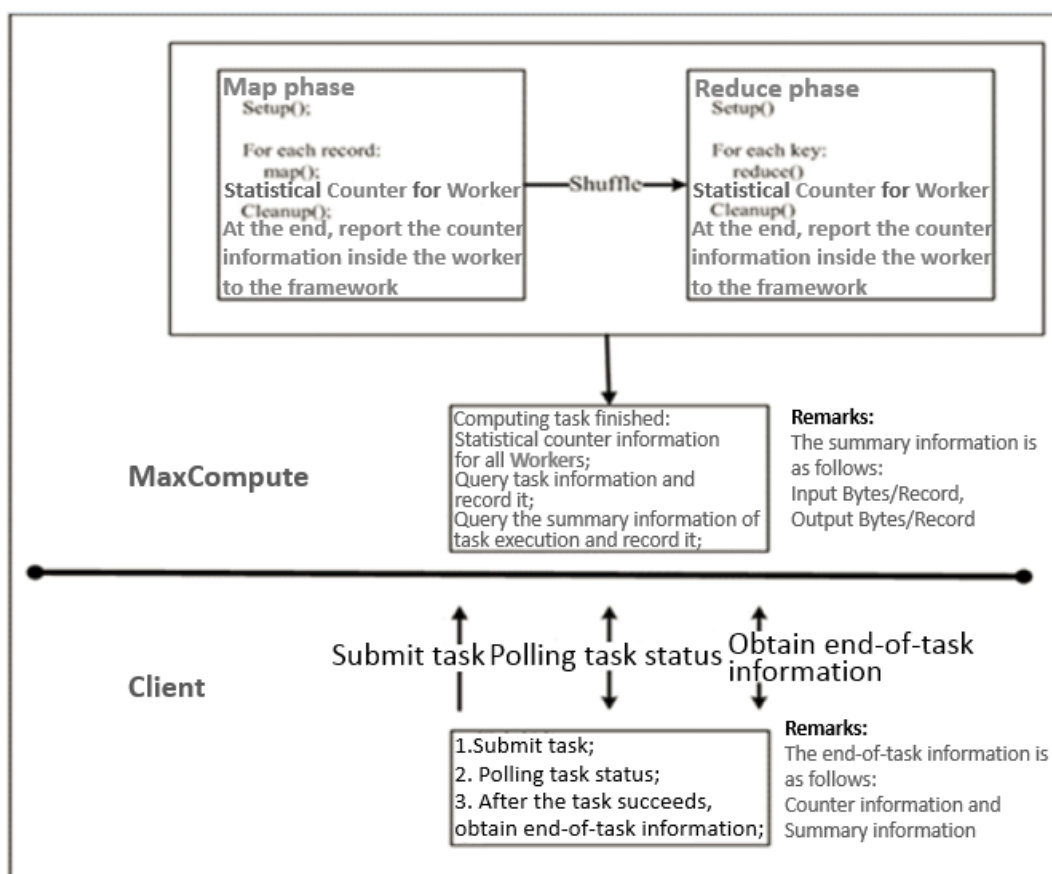 Map phase
Setup();
For each record:
map();
Statistical Counter for Worker
Cleanup();
At the end, report the counter
information inside the worker
to the framework
Shuffle
Reduce phase
Setup()
For each key:
reduce()
Statistical Counter for Worker
Cleanup()
At the end, report the counter
information inside the worker
to the framework
Computing task finished:
Statistical counter information
for all Workers;
Query task information and
record it;
Query the summary information of
task execution and record it;
Remarks:
The summary information is
as follows:
Input Bytes/Record,
Output Bytes/Record
MaxCompute
Submit task
Polling task status
Obtain end-of-task
information
Client
1.Submit task;
2. Polling task status;
3. After the task succeeds,
obtain end-of-task information;
Remarks:
The end-of-task information is
as follows:
Counter information and
Summary information